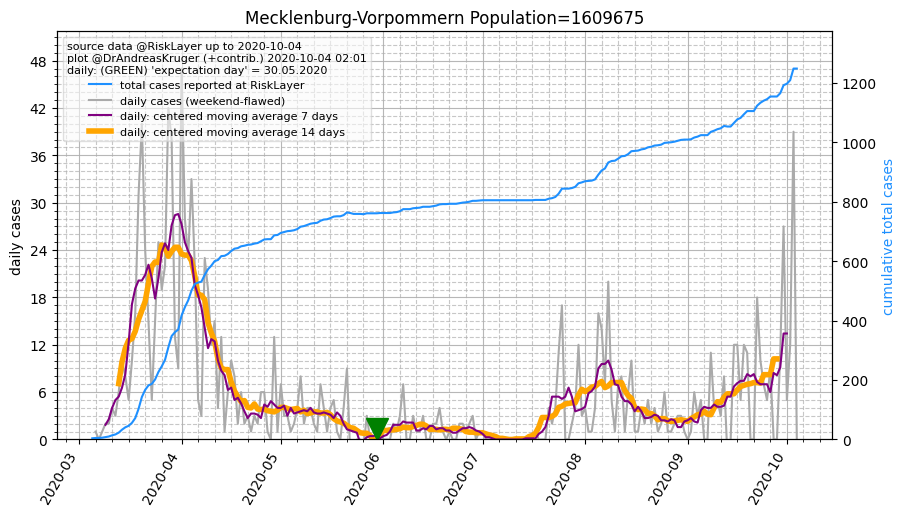 Mecklenburg-Vorpommern Population=1609675
source data @RiskLayer up to 2020-10-04
plot @DrAndreasKruger (+contrib.) 2020-10-04 02:01
daily: (GREEN) 'expectation day' = 30.05.2020
total cases reported at RiskLayer
daily cases (weekend-flawed)
daily: centered moving average 7 days
daily: centered moving average 14 days
daily cases
48
42
36
30
24
18
12
6
0
cumulative total cases
1200
1000
800
600
400
200
0
2020-03
2020-04
2020-05
2020-06
2020-07
2020-08
2020-09
2020-10